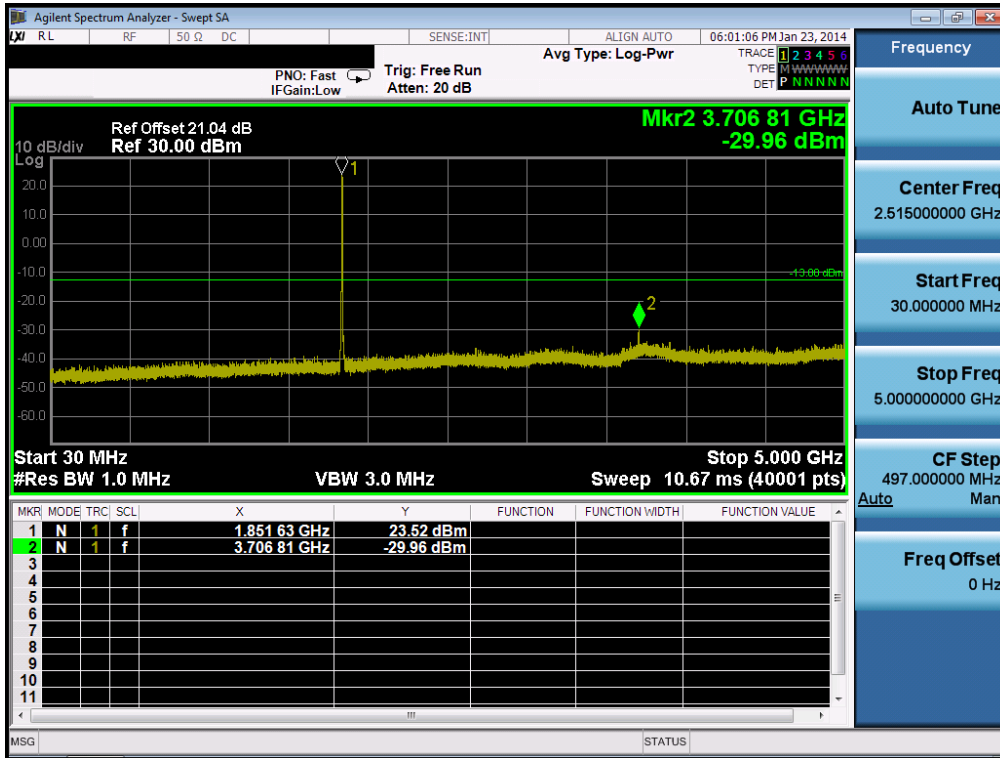 Agilent Spectrum Analyzer - Swept SA
LXI RL RF 50 Ω DC SENSE:INT ALIGN AUTO 06:01:06 PM Jan 23, 2014
PNO: Fast
IFGain:Low
Trig: Free Run
Atten: 20 dB
Avg Type: Log-Pwr
TRACE 1 2 3 4 5 6
TYPE M WWWWW
DET P N N N N N
Frequency
Auto Tune
Center Freq
2.515000000 GHz
Start Freq
30.000000 MHz
Stop Freq
5.000000000 GHz
CF Step
497.000000 MHz
Auto Man
Freq Offset
0 Hz
Mkr2 3.706 81 GHz
-29.96 dBm
Ref Offset 21.04 dB
10 dB/div Ref 30.00 dBm
Log
1
20.0
10.0
0.00
-10.0
-13.00 dBm
-20.0
2
-30.0
-40.0
-50.0
-60.0
Start 30 MHz Stop 5.000 GHz
#Res BW 1.0 MHz VBW 3.0 MHz Sweep 10.67 ms (40001 pts)
MKR MODE TRC SCL X Y FUNCTION FUNCTION WIDTH FUNCTION VALUE
1 N 1 f 1.851 63 GHz 23.52 dBm
2 N 1 f 3.706 81 GHz -29.96 dBm
3
4
5
6
7
8
9
10
11
MSG STATUS